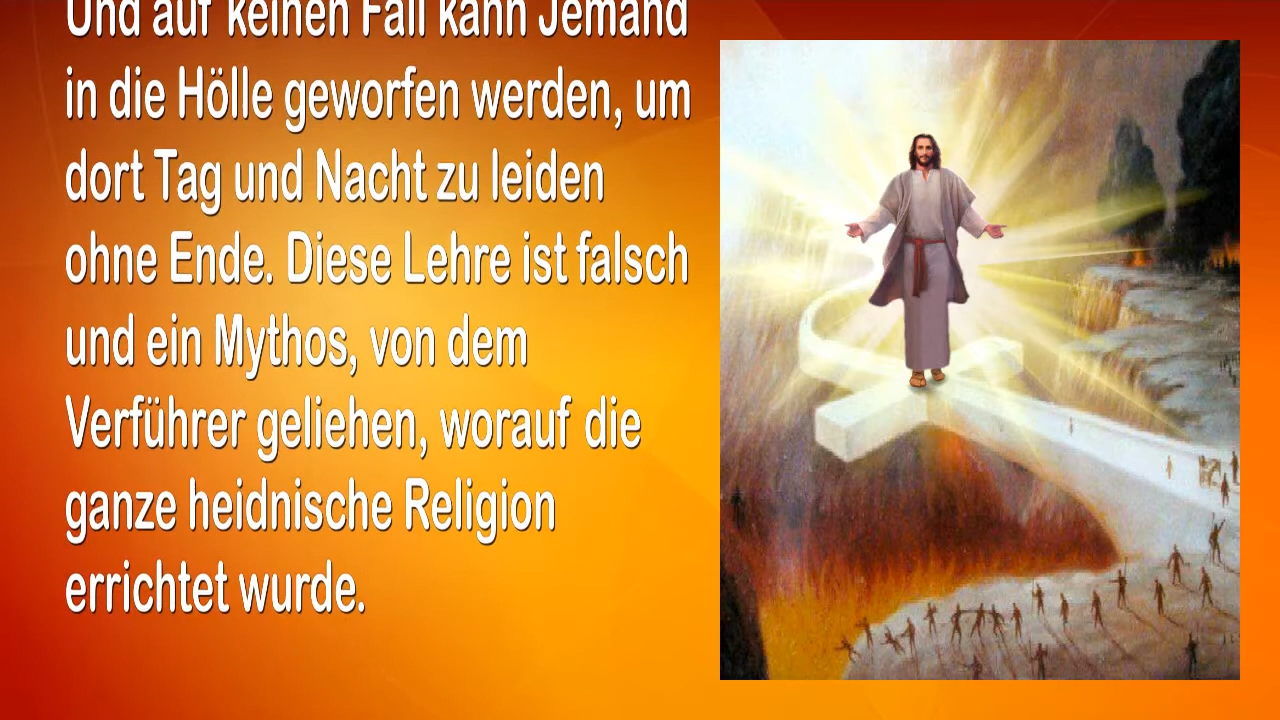 Und auf keinen Fall kann Jemand
in die Hölle geworfen werden, um
dort Tag und Nacht zu leiden
ohne Ende. Diese Lehre ist falsch
und ein Mythos, von dem
Verführer geliehen, worauf die
ganze heidnische Religion
errichtet wurde.